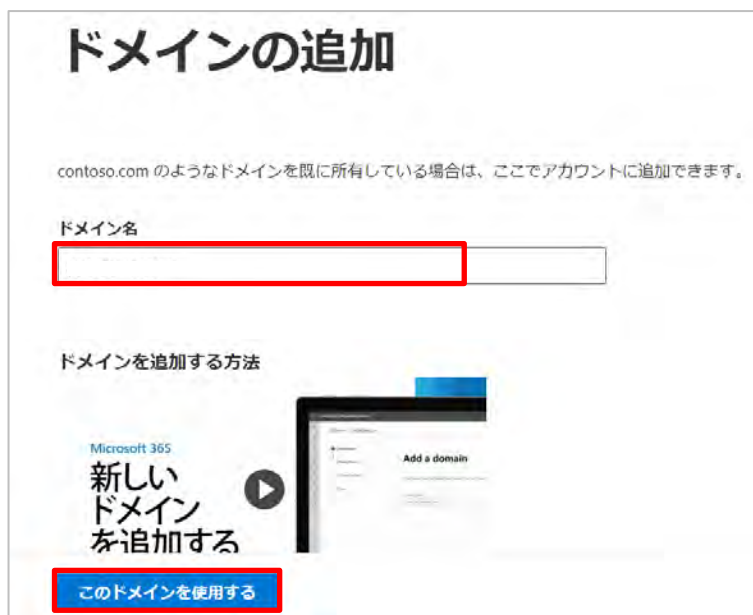 ドメインの追加
contoso.com のようなドメインを既に所有している場合は、ここでアカウントに追加できます。
ドメイン名
ドメインを追加する方法
Microsoft 365
新しい
ドメイン
を追加する
Add a domain
このドメインを使用する